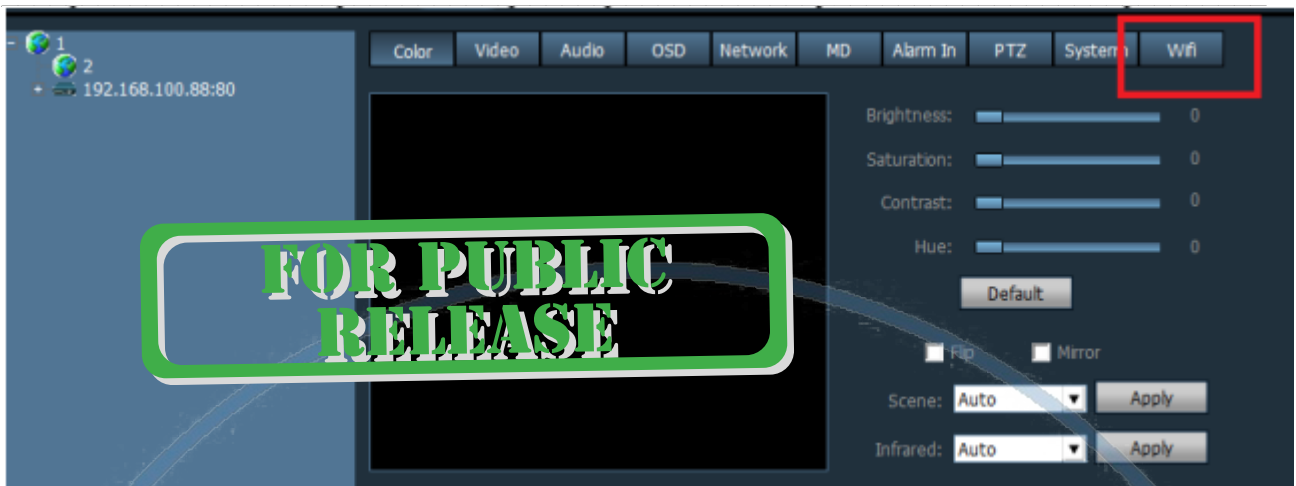 1
2
192.168.100.88:80
Color Video Audio OSD Network MD Alarm In PTZ System Wifi
Brightness: 0
Saturation: 0
Contrast: 0
Hue: 0
Default
Flip Mirror
Scene: Auto Apply
Infrared: Auto Apply
FOR PUBLIC
RELEASE